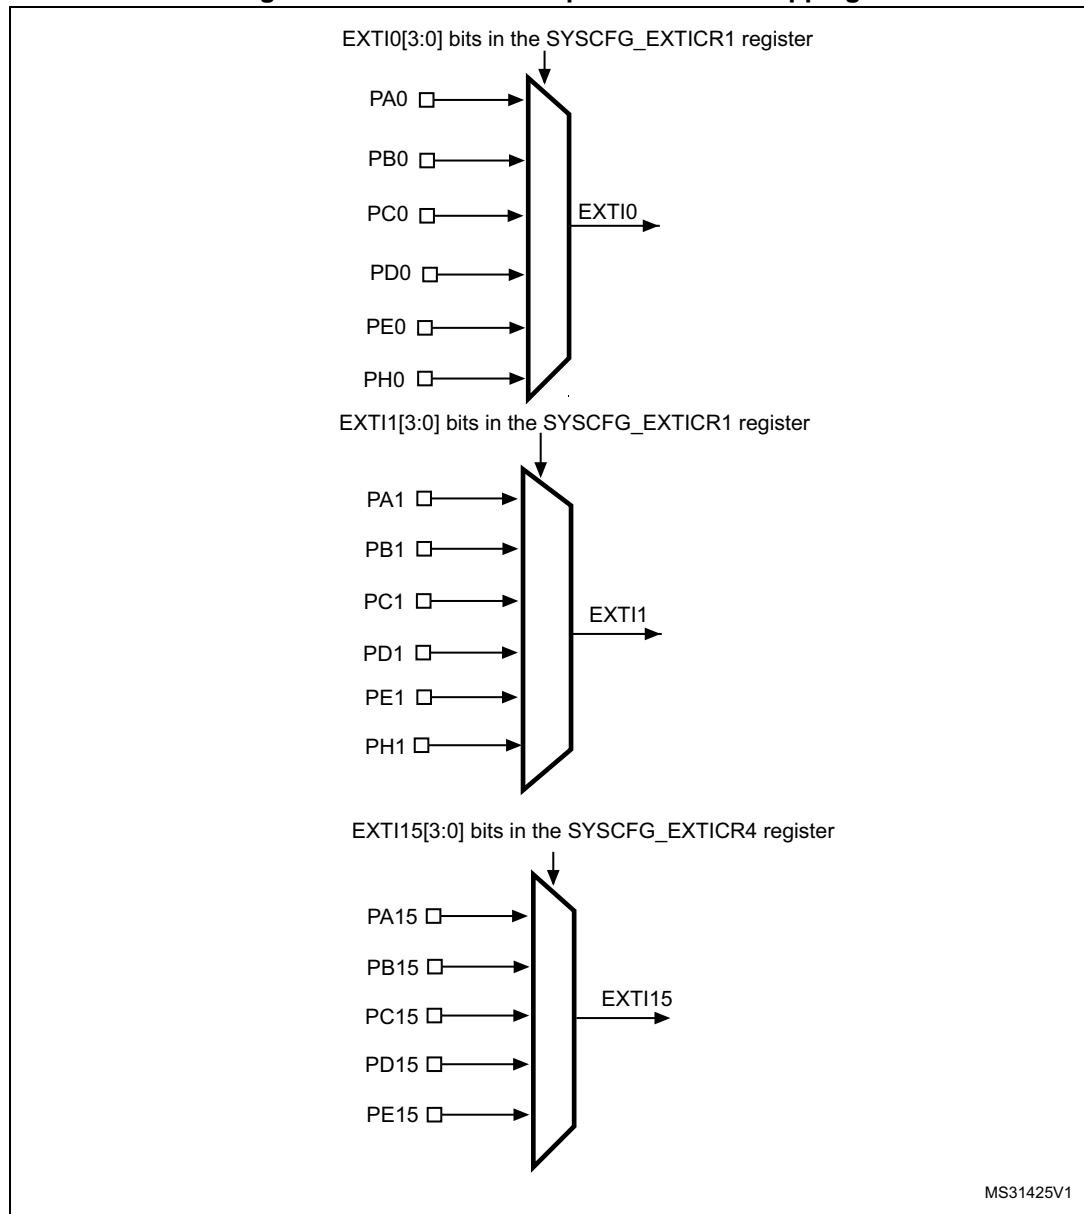 EXTI0[3:0] bits in the SYSCFG_EXTICR1 register
PA0
PB0
PC0
EXTI0
PD0
PE0
PH0
EXTI1[3:0] bits in the SYSCFG_EXTICR1 register
PA1
PB1
PC1
EXTI1
PD1
PE1
PH1
EXTI15[3:0] bits in the SYSCFG_EXTICR4 register
PA15
PB15
PC15
EXTI15
PD15
PE15
MS31425V1